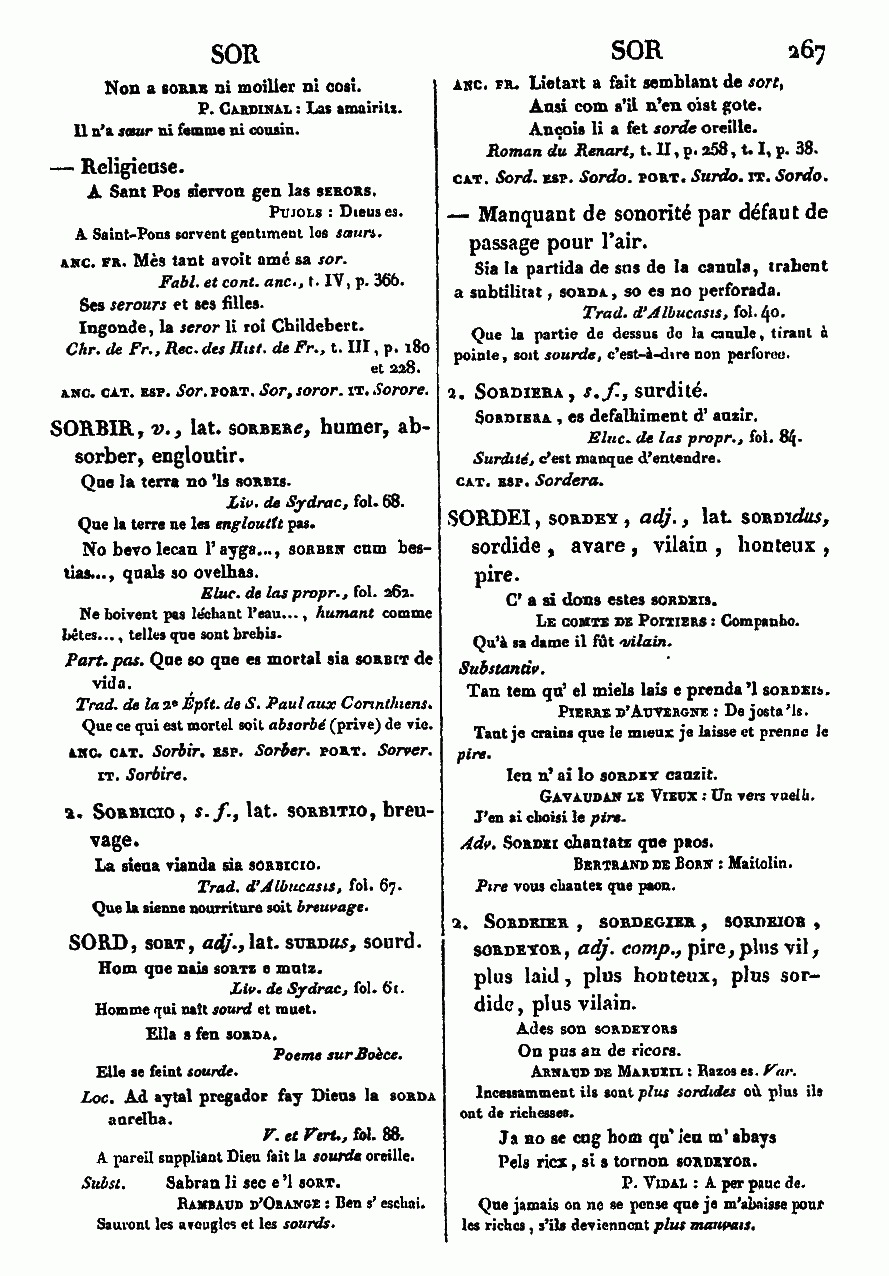 SOR
SOR 267
Non a SORRE ni moiller ni cosi.
P. CARDINAL : Las amairitz.
Il n'a sœur ni femme ni cousin.
— Religieuse.
A Sant Pos siervon gen las SERORS.
PUJOLS : Dieus es.
A Saint-Pons servent gentiment les sœurs.
ANC. FR. Mès tant avoit amé sa sor.
Fabl. et cont. anc., t. IV, p. 366.
Ses serours et ses filles.
Ingonde, la seror li roi Childebert.
Chr. de Fr., Rec. des Hist. de Fr., t. III, p. 180
et 228.
ANC. CAT. ESP. Sor. PORT. Sor, soror. IT. Sorore.
SORBIR, v., lat. SORBERe, humer, ab-
sorber, engloutir.
Que la terra no 'ls SORBIS.
Liv. de Sydrac, fol. 68.
Que la terre ne les engloutît pas.
No bevo lecan l' ayga..., SORBEN cum bes-
tias..., quals so ovelhas.
Eluc. de las propr., fol. 262.
Ne boivent pas léchant l'eau..., humant comme
bêtes..., telles que sont brebis.
Part. pas. Que so que es mortal sia SORBIT de
vida.
Trad. de la 2e Épît. de S. Paul aux Corinthiens.
Que ce qui est mortel soit absorbé (privé) de vie.
ANC. CAT. Sorbir. ESP. Sorber. PORT. Sorver.
IT. Sorbire.
2. SORBICIO, s. f., lat. SORBITIO, breu-
vage.
La sieua vianda sia SORBICIO.
Trad. d'Albucasis, fol. 67.
Que la sienne nourriture soit breuvage.
SORD, SORT, adj., lat. SURDus, sourd.
Hom que nais SORTZ e mutz.
Liv. de Sydrac, fol. 61.
Homme qui naît sourd et muet.
Ella s fen SORDA.
Poeme sur Boèce.
Elle se feint sourde.
Loc. Ad aytal pregador fay Dieus la SORDA
aurelha.
V. et Vert., fol. 88.
A pareil suppliant Dieu fait la sourde oreille.
Subst. Sabran li sec e 'l SORT.
RAMBAUD D'ORANGE : Ben s' eschai.
Sauront les aveugles et les sourds.
ANC. FR. Lietart a fait semblant de sort,
Ausi com s'il n'en oïst gote.
Ançois li a fet sorde oreille.
Roman du Renart, t. II, p. 258, t. I, p. 38.
CAT. Sord. ESP. Sordo. PORT. Surdo. IT. Sordo.
— Manquant de sonorité par défaut de
passage pour l'air.
Sia la partida de sus de la canula, trahent
a subtilitat, SORDA, so es no perforada.
Trad. d'Albucasis, fol. 40.
Que la partie de dessus de la canule, tirant à
pointe, soit sourde, c'est-à-dire non perforée.
2. SORDIERA, s. f., surdité.
SORDIERA, es defalhiment d' auzir.
Eluc. de las propr., fol. 84.
Surdité, c'est manque d'entendre.
CAT. ESP. Sordera.
SORDEI, SORDEY, adj., lat. SORDIdus,
sordide, avare, vilain, honteux,
pire.
C' a si dons estes SORDEIS.
LE COMTE DE POITIERS : Companho.
Qu'à sa dame il fût vilain.
Substantiv.
Tan tem qu' el miels lais e prenda 'l SORDEIS.
PIERRE D'AUVERGNE : De josta 'ls.
Tant je crains que le mieux je laisse et prenne le
pire.
Ieu n' ai lo SORDEY cauzit.
GAVAUDAN LE VIEUX : Un vers vuelh.
J'en ai choisi le pire.
Adv. SORDEI chantatz que paos.
BERTRAND DE BORN : Mailolin.
Pire vous chantez que paon.
2. SORDEIER, SORDEGIER, SORDEIOR,
SORDEYOR, adj. comp., pire, plus vil,
plus laid, plus honteux, plus sor-
dide, plus vilain.
Ades son SORDEYORS
On pus an de ricors.
ARNAUD DE MARUEIL : Razos es. Var.
Incessamment ils sont plus sordides où plus ils
ont de richesses.
Ja no se cug hom qu' ieu m' abays
Pels ricx, si s tornon SORDEYOR.
P. VIDAL : A per pauc de.
Que jamais on ne se pense que je m'abaisse pour
les riches, s'ils deviennent plus mauvais.